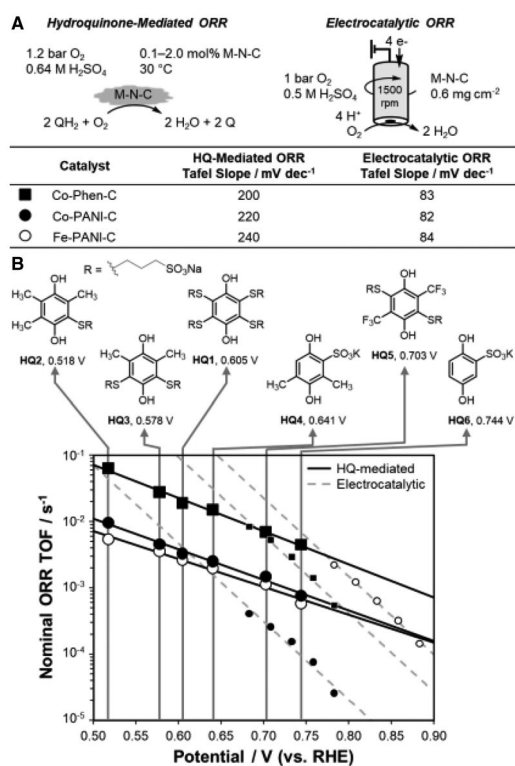 A
Hydroquinone-Mediated ORR
1.2 bar O2
0.64 M H2SO4
0.1–2.0 mol% M-N-C
30 °C
M-N-C
2 QH2 + O2
2 H2O + 2 Q
Electrocatalytic ORR
4 e-
1 bar O2
0.5 M H2SO4
1500
rpm
M-N-C
0.6 mg cm-2
4 H+
O2
2 H2O
Catalyst
HQ-Mediated ORR
Tafel Slope / mV dec-1
Electrocatalytic ORR
Tafel Slope / mV dec-1
Co-Phen-C 200 83
Co-PANI-C 220 82
Fe-PANI-C 240 84
B
R =
SO3Na
OH
H3C
CH3
H3C
SR
OH
HQ2, 0.518 V
OH
H3C
CH3
RS
SR
OH
HQ3, 0.578 V
OH
RS
SR
RS
SR
OH
HQ1, 0.605 V
OH
SO3K
H3C
CH3
OH
HQ4, 0.641 V
OH
RS
CF3
F3C
SR
OH
HQ5, 0.703 V
OH
SO3K
OH
HQ6, 0.744 V
HQ-mediated
Electrocatalytic
Nominal ORR TOF / s-1
10-1
10-2
10-3
10-4
10-5
0.50 0.55 0.60 0.65 0.70 0.75 0.80 0.85 0.90
Potential / V (vs. RHE)